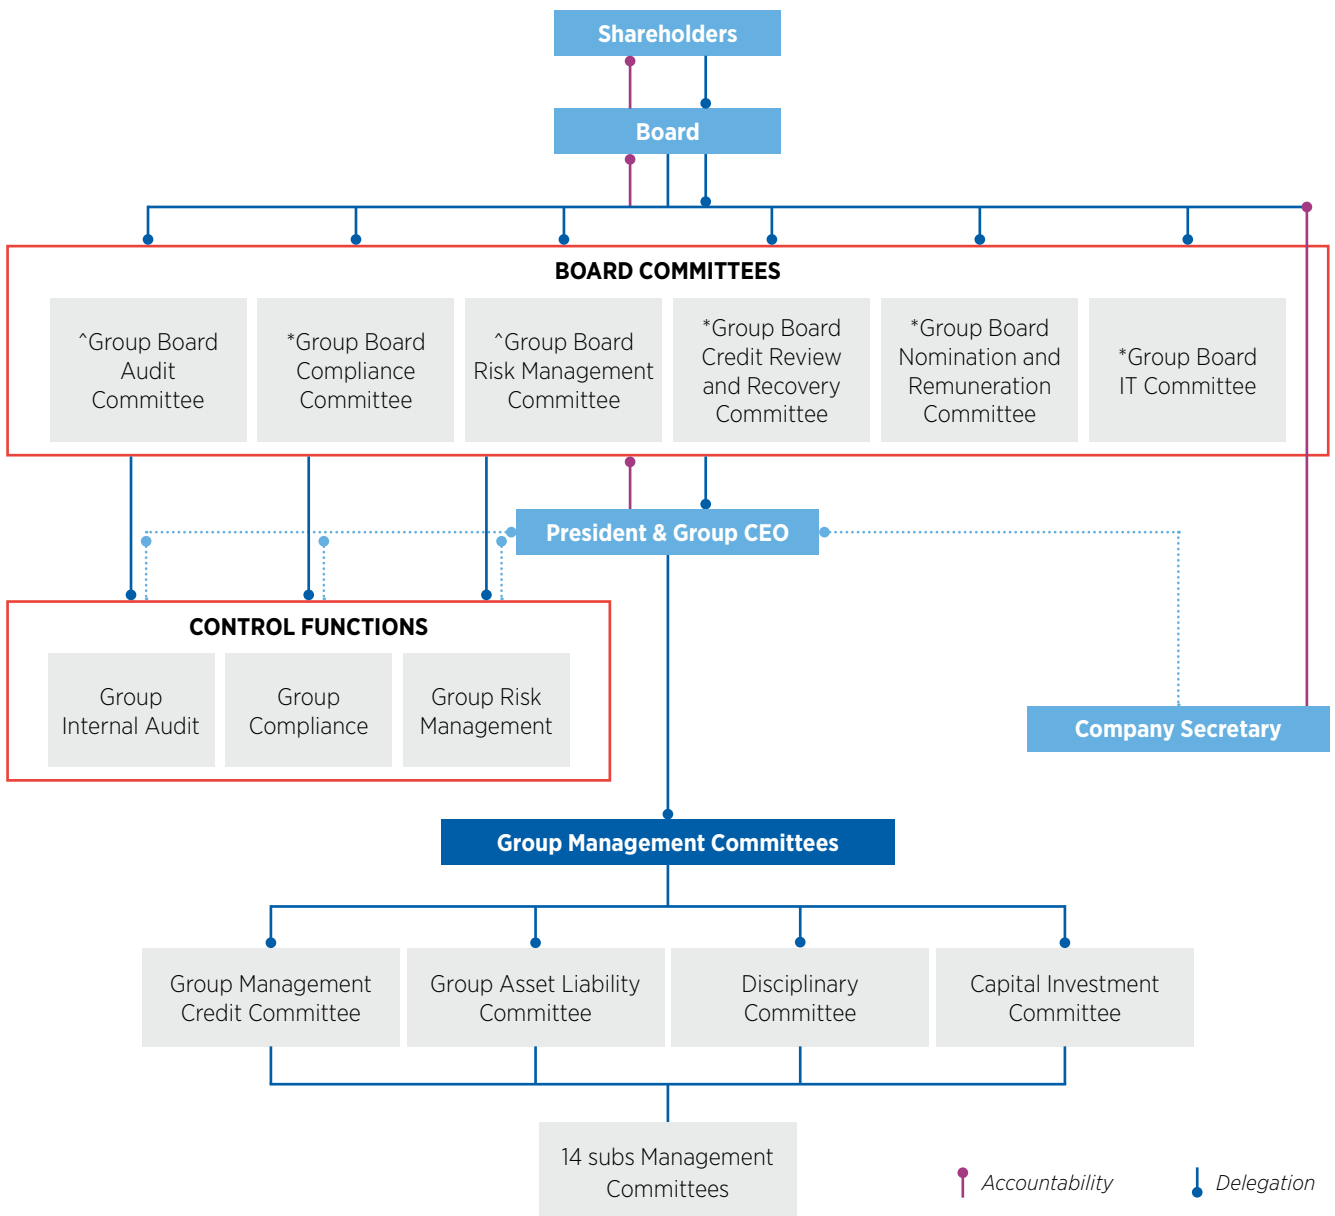 Shareholders
Board
BOARD COMMITTEES
^Group Board
Audit
Committee
*Group Board
Compliance
Committee
^Group Board
Risk Management
Committee
*Group Board
Credit Review
and Recovery
Committee
*Group Board
Nomination and
Remuneration
Committee
*Group Board
IT Committee
President & Group CEO
CONTROL FUNCTIONS
Group
Internal Audit
Group
Compliance
Group Risk
Management
Company Secretary
Group Management Committees
Group Management
Credit Committee
Group Asset Liability
Committee
Disciplinary
Committee
Capital Investment
Committee
14 subs Management
Committees
Accountability
Delegation